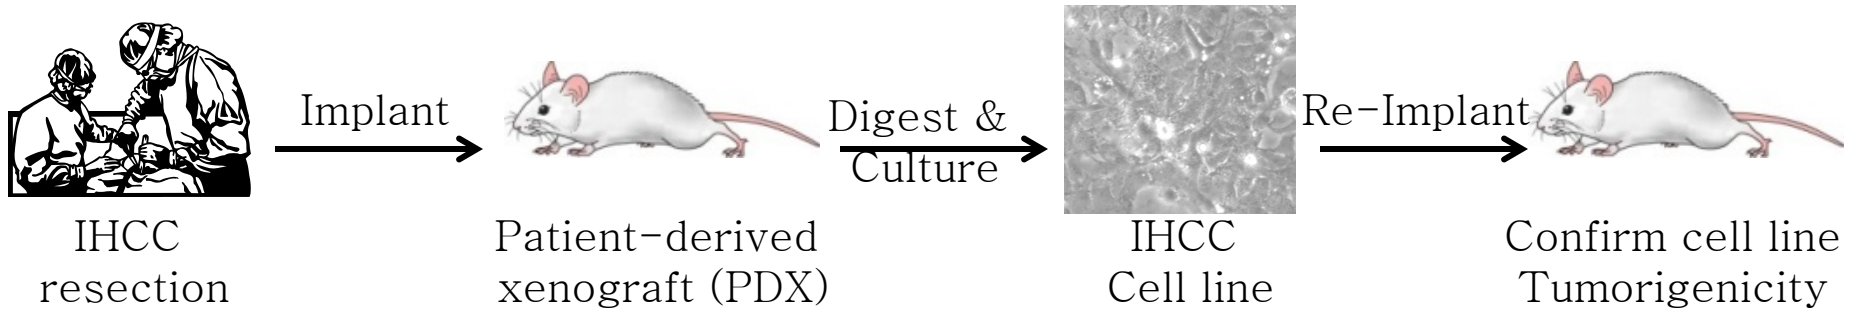 Implant
Digest &
Culture
Re-Implant
IHCC
resection
Patient-derived
xenograft (PDX)
IHCC
Cell line
Confirm cell line
Tumorigenicity